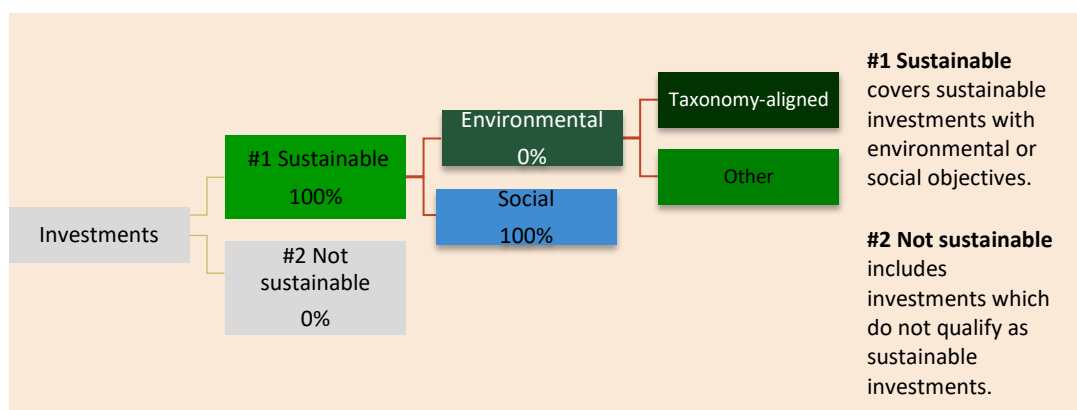 Investments
#1 Sustainable
100%
#2 Not
sustainable
0%
Environmental
0%
Social
100%
Taxonomy-aligned
Other
#1 Sustainable
covers sustainable
investments with
environmental or
social objectives.
#2 Not sustainable
includes
investments which
do not qualify as
sustainable
investments.